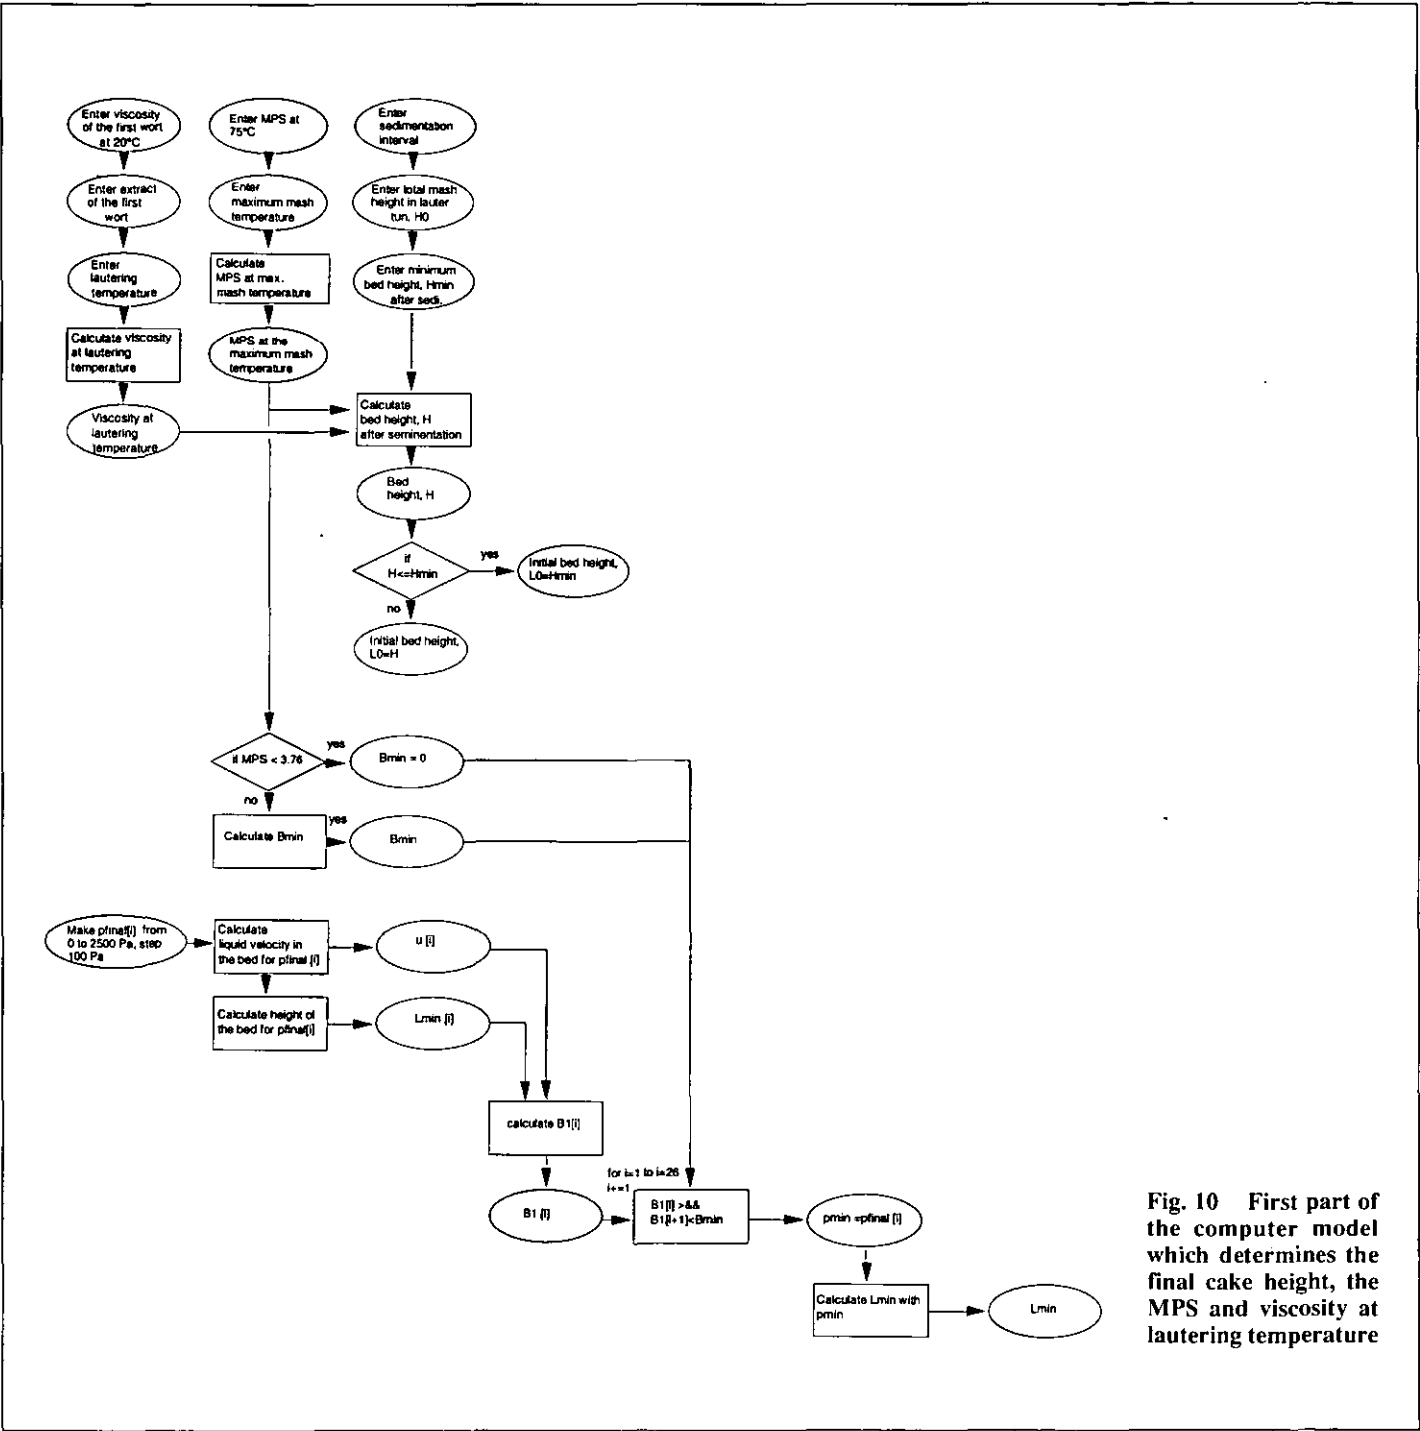 Enter viscosity
of the first wort
at 20°C
Enter MPS at
75°C
Enter
sedimentation
interval
Enter extract
of the first
wort
Enter
maximum mash
temperature
Enter total mash
height in lauter
tun, H0
Enter
lautering
temperature
Calculate
MPS at max.
mash temperature
Enter minimum
bed height, Hmin
after sedi.
Calculate viscosity
at lautering
temperature
MPS at the
maximum mash
temperature
Viscosity at
lautering
temperature
Calculate
bed height, H
after seminentation
Bed
height, H
if
H<=Hmin
yes
Initial bed height,
L0=Hmin
no
Initial bed height,
L0=H
if MPS < 3.76
yes
Bmin = 0
no
Calculate Bmin
yes
Bmin
Make pfinal[i] from
0 to 2500 Pa, step
100 Pa
Calculate
liquid velocity in
the bed for pfinal [i]
u [i]
Calculate height of
the bed for pfinal[i]
Lmin [i]
calculate B1[i]
B1 [i]
for i=1 to i=26
i+=1
B1[i] >&&
B1[i+1]<Bmin
pmin =pfinal [i]
Calculate Lmin with
pmin
Lmin
Fig. 10 First part of
the computer model
which determines the
final cake height, the
MPS and viscosity at
lautering temperature